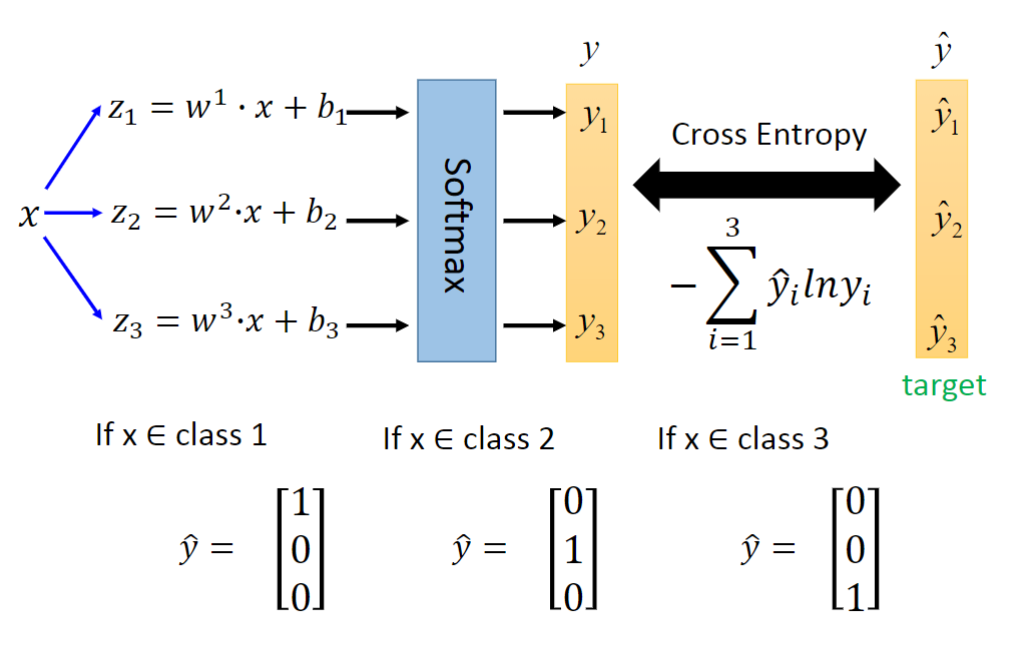 y
ŷ
z₁ = w¹ · x + b₁
y₁
Cross Entropy
ŷ₁
x
z₂ = w²·x + b₂
Softmax
y₂
ŷ₂
−∑³ᵢ₌₁ ŷᵢlnyᵢ
z₃ = w³·x + b₃
y₃
ŷ₃
target
If x ∈ class 1
If x ∈ class 2
If x ∈ class 3
ŷ = [1 0 0]
ŷ = [0 1 0]
ŷ = [0 0 1]